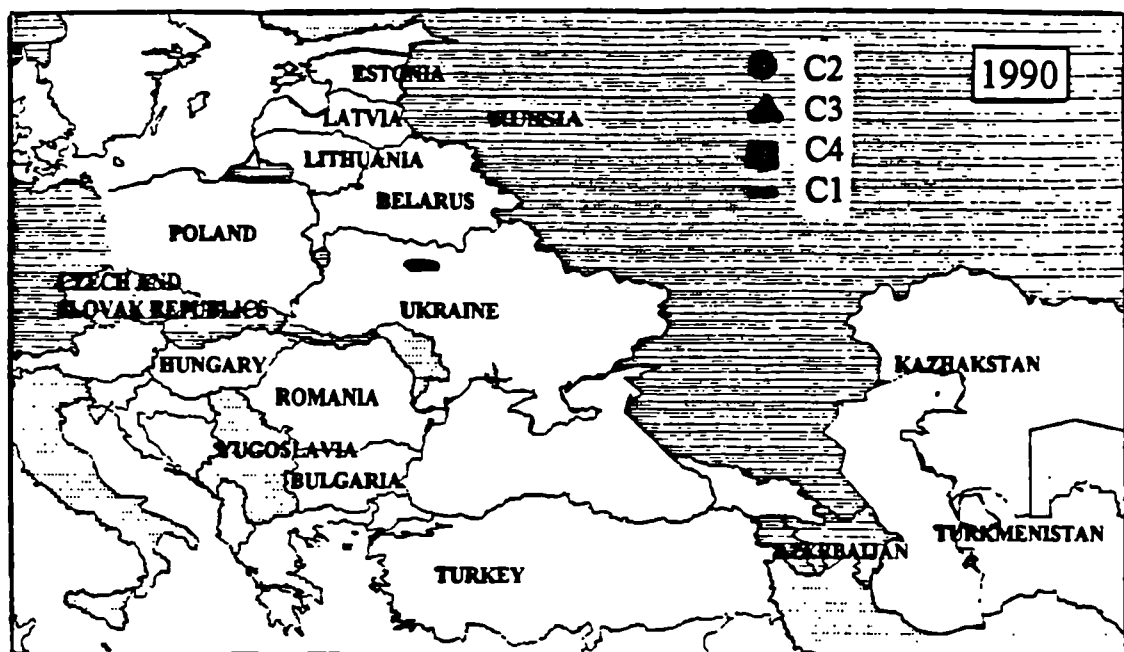 ESTONIA
C2
1990
LATVIA
RUSSIA
C3
LITHUANIA
C4
BELARUS
C1
POLAND
CZECH AND
SLOVAK REPUBLICS
UKRAINE
HUNGARY
KAZHAKSTAN
ROMANIA
YUGOSLAVIA
BULGARIA
AZERBAIJAN
TURKMENISTAN
TURKEY